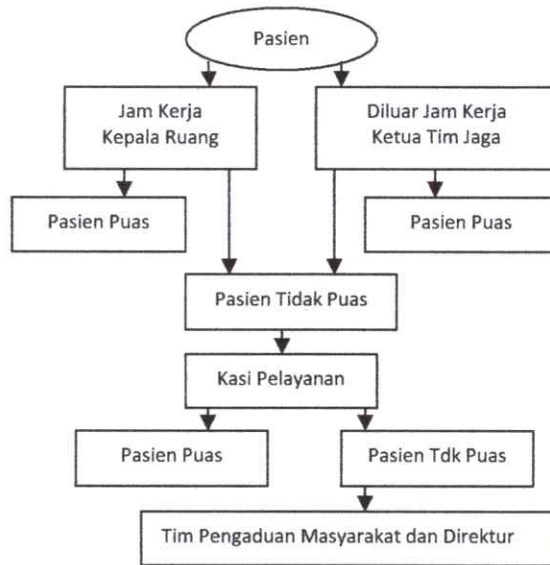 Pasien
Jam Kerja
Kepala Ruang
Diluar Jam Kerja
Ketua Tim Jaga
Pasien Puas
Pasien Puas
Pasien Tidak Puas
Kasi Pelayanan
Pasien Puas
Pasien Tdk Puas
Tim Pengaduan Masyarakat dan Direktur